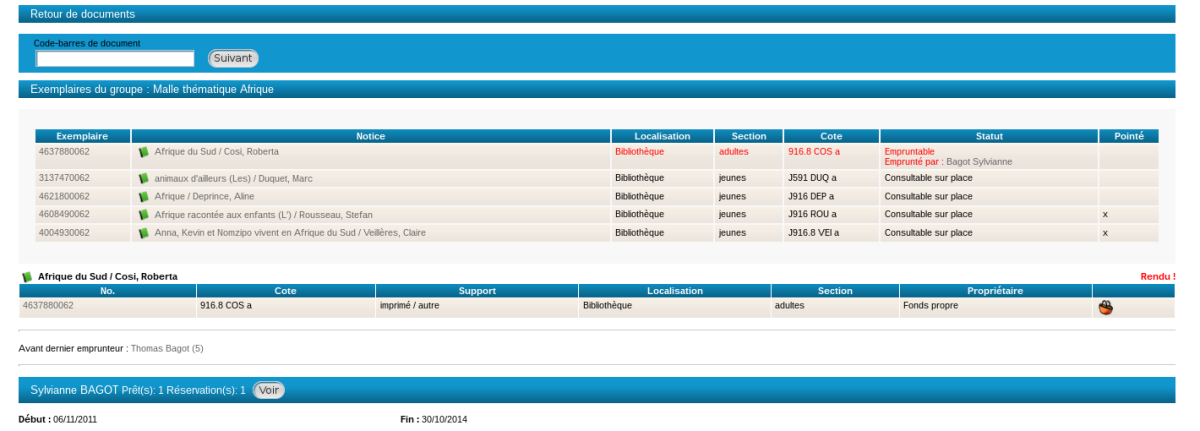 Retour de documents
Code-barres de document
Suivant
Exemplaires du groupe : Malle thématique Afrique
Exemplaire Notice Localisation Section Cote Statut Pointé
4637880062 Afrique du Sud / Cosi, Roberta Bibliothèque adultes 916.8 COS a Empruntable
Emprunté par : Bagot Sylvianne
3137470062 animaux d'ailleurs (Les) / Duquet, Marc Bibliothèque jeunes J591 DUQ a Consultable sur place
4621800062 Afrique / Deprince, Aline Bibliothèque jeunes J916 DEP a Consultable sur place
4608490062 Afrique racontée aux enfants (L') / Rousseau, Stefan Bibliothèque jeunes J916 ROU a Consultable sur place x
4004930062 Anna, Kevin et Nomzipo vivent en Afrique du Sud / Veillères, Claire Bibliothèque jeunes J916.8 VEI a Consultable sur place x
Afrique du Sud / Cosi, Roberta Rendu !
No. Cote Support Localisation Section Propriétaire
4637880062 916.8 COS a imprimé / autre Bibliothèque adultes Fonds propre
Avant dernier emprunteur : Thomas Bagot (5)
Sylvianne BAGOT Prêt(s): 1 Réservation(s): 1 Voir
Début : 06/11/2011 Fin : 30/10/2014